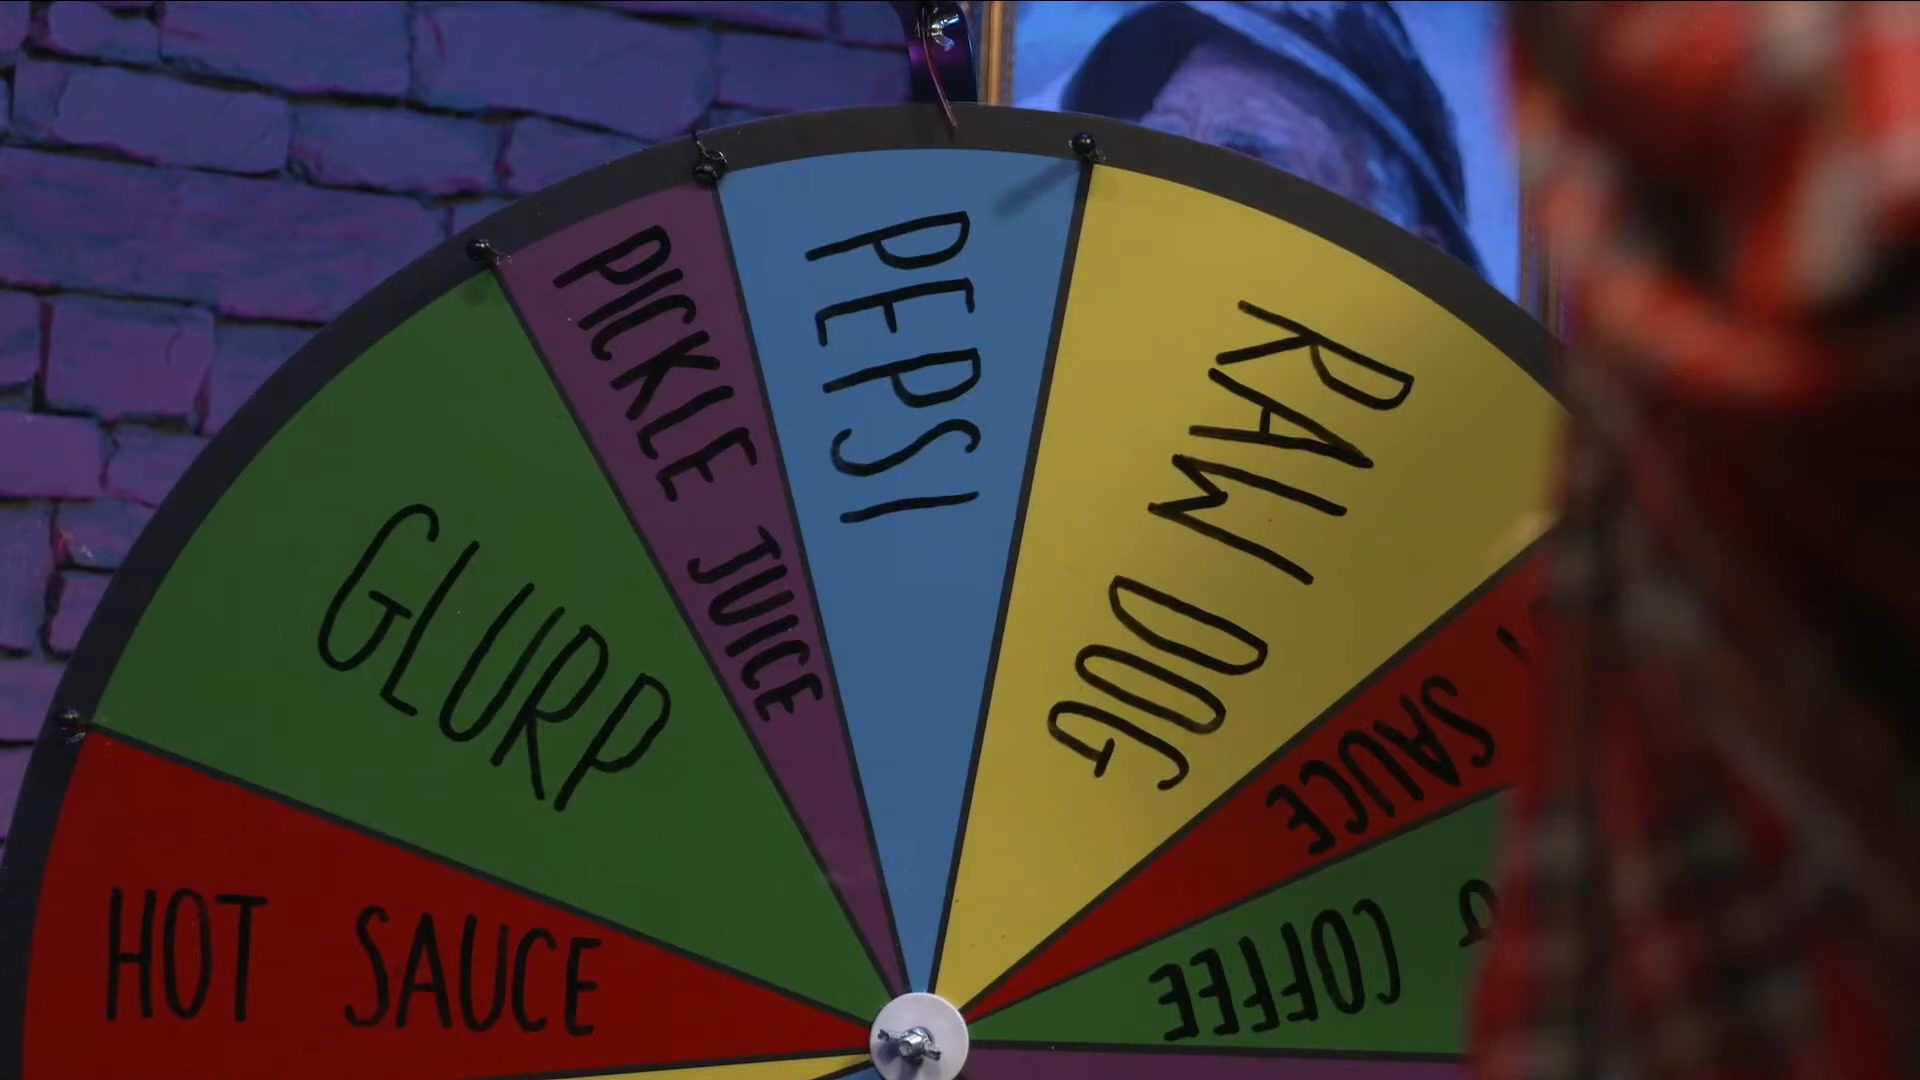 HOT SAUCE
GLURP
PICKLE JUICE
PEPSI
RAW DOG
SAUCE
COFFEE